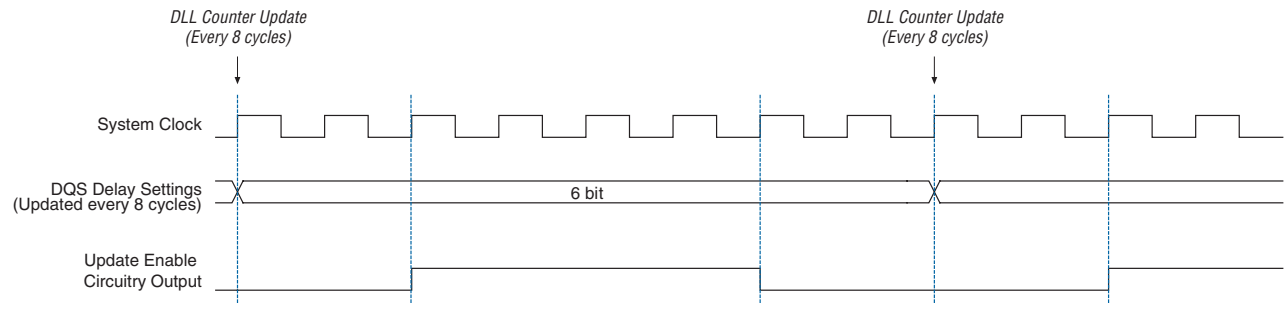 DLL Counter Update
(Every 8 cycles)
DLL Counter Update
(Every 8 cycles)
System Clock
DQS Delay Settings
(Updated every 8 cycles)
6 bit
Update Enable
Circuitry Output